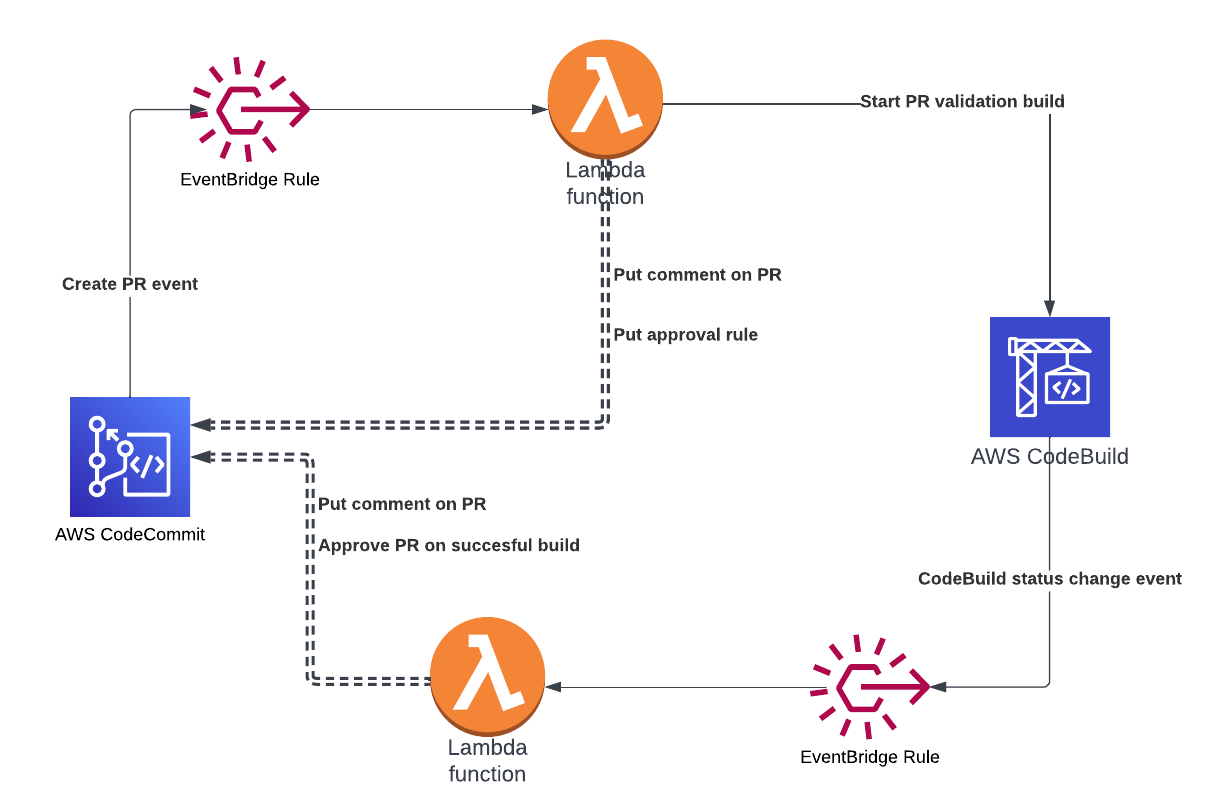 Start PR validation build
Lambda
function
EventBridge Rule
Put comment on PR
Create PR event
Put approval rule
AWS CodeBuild
Put comment on PR
AWS CodeCommit
Approve PR on succesful build
CodeBuild status change event
Lambda
function
EventBridge Rule